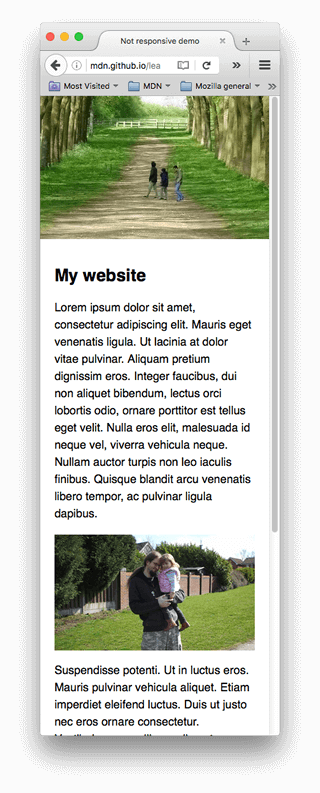 Not responsive demo
mdn.github.io/lea
Most Visited
MDN
Mozilla general
My website
Lorem ipsum dolor sit amet,
consectetur adipiscing elit. Mauris eget
venenatis ligula. Ut lacinia at dolor
vitae pulvinar. Aliquam pretium
dignissim eros. Integer faucibus, dui
non aliquet bibendum, lectus orci
lobortis odio, ornare porttitor est tellus
eget velit. Nulla eros elit, malesuada id
neque vel, viverra vehicula neque.
Nullam auctor turpis non leo iaculis
finibus. Quisque blandit arcu venenatis
libero tempor, ac pulvinar ligula
dapibus.
Suspendisse potenti. Ut in luctus eros.
Mauris pulvinar vehicula aliquet. Etiam
imperdiet eleifend luctus. Duis ut justo
nec eros ornare consectetur.